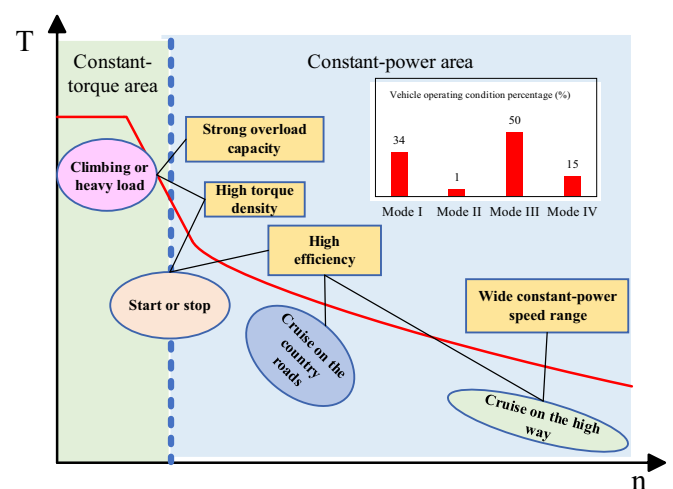 T
Constant-
torque area
Constant-power area
Vehicle operating condition percentage (%)
34
1
50
15
Mode I
Mode II
Mode III
Mode IV
Strong overload
capacity
Climbing or
heavy load
High torque
density
High
efficiency
Start or stop
Wide constant-power
speed range
Cruise on the
country
roads
Cruise on the high
way
n